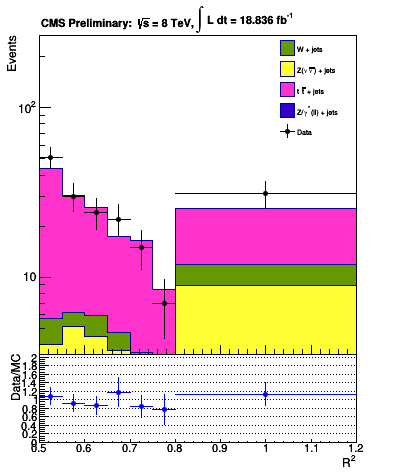 CMS Preliminary: √s = 8 TeV, ∫ L dt = 18.836 fb⁻¹
Events
W + jets
Z(ν ν̅) + jets
t t̅ + jets
Z/γ*(ll) + jets
Data
10²
10
Data/MC
2
1.8
1.6
1.4
1.2
1
0.8
0.6
0.4
0.2
0
0.5 0.6 0.7 0.8 0.9 1 1.1 1.2
R²